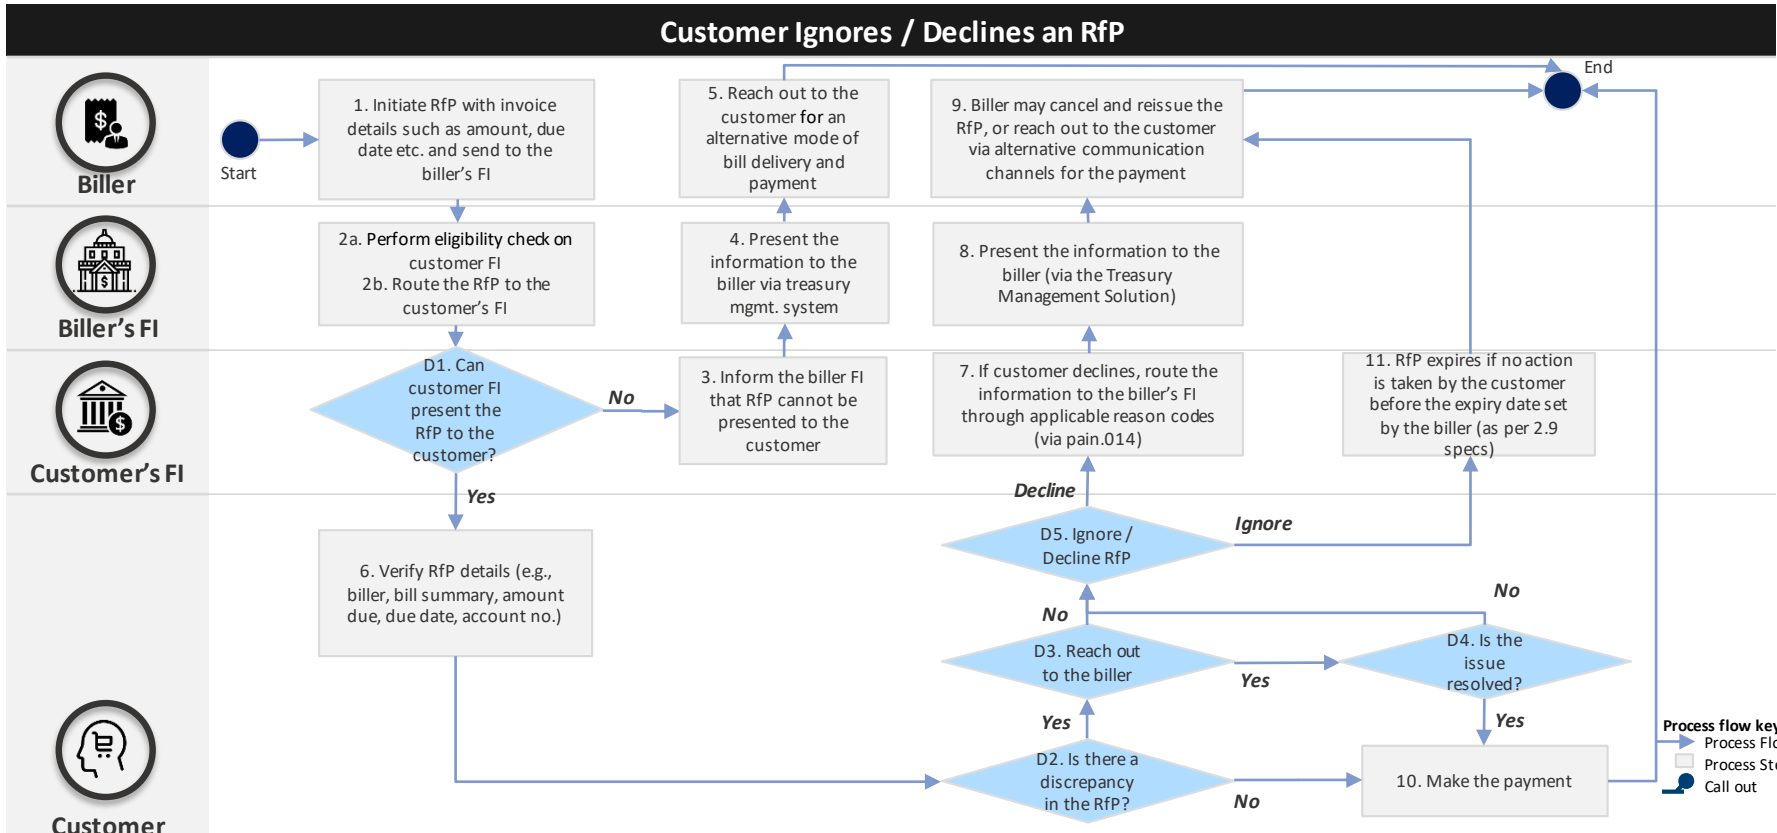 Customer Ignores / Declines an RfP
Biller
Start
1. Initiate RfP with invoice
details such as amount, due
date etc. and send to the
biller's FI
5. Reach out to the
customer for an
alternative mode of
bill delivery and
payment
9. Biller may cancel and reissue the
RfP, or reach out to the customer
via alternative communication
channels for the payment
End
Biller's FI
2a. Perform eligibility check on
customer FI
2b. Route the RfP to the
customer's FI
4. Present the
information to the
biller via treasury
mgmt. system
8. Present the information to the
biller (via the Treasury
Management Solution)
Customer's FI
D1. Can
customer FI
present the
RfP to the
customer?
No
Yes
3. Inform the biller FI
that RfP cannot be
presented to the
customer
7. If customer declines, route the
information to the biller's FI
through applicable reason codes
(via pain.014)
11. RfP expires if no action
is taken by the customer
before the expiry date set
by the biller (as per 2.9
specs)
Customer
6. Verify RfP details (e.g.,
biller, bill summary, amount
due, due date, account no.)
Decline
D5. Ignore /
Decline RfP
Ignore
No
No
D3. Reach out
to the biller
Yes
D4. Is the
issue
resolved?
Yes
Yes
D2. Is there a
discrepancy
in the RfP?
No
10. Make the payment
Process flow key
Process Flo
Process Ste
Call out